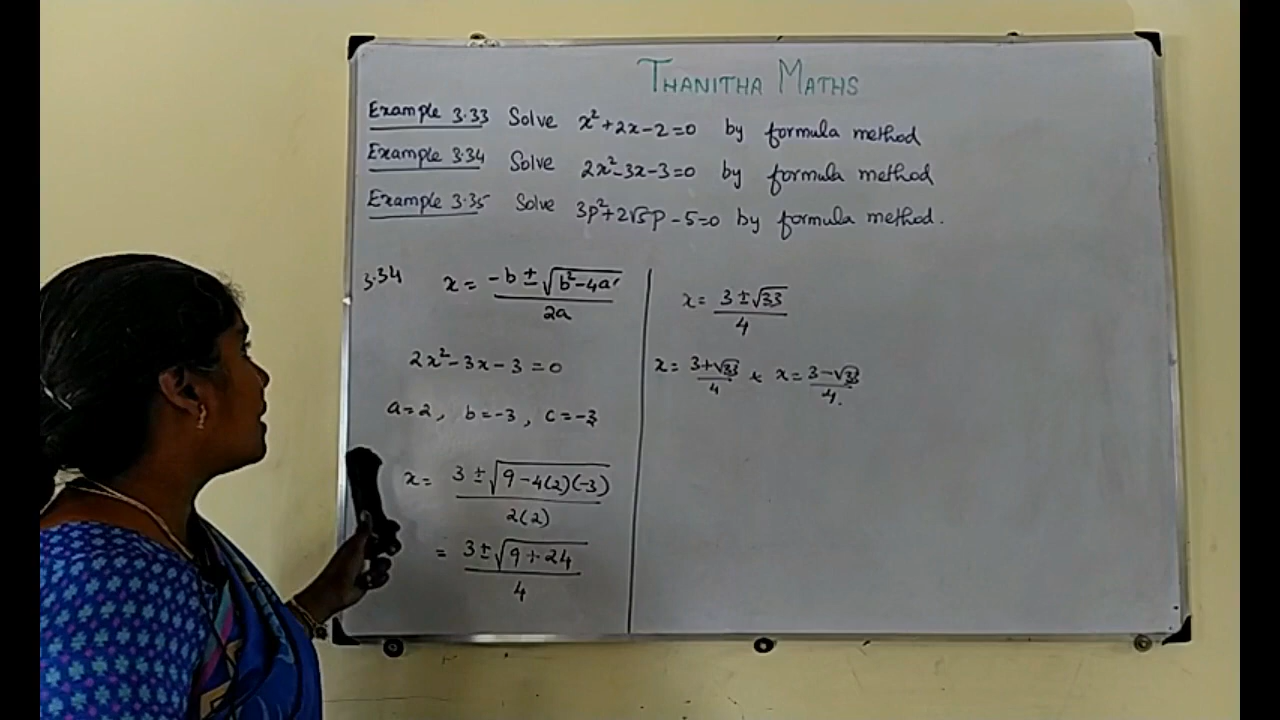 THANITHA MATHS
Example 3.33 Solve x²+2x-2=0 by formula method
Example 3.34 Solve 2x²-3x-3=0 by formula method
Example 3.35 Solve 3p²+2√5p-5=0 by formula method.
3.34 x = (-b ± √(b²-4a)) / 2a
2x²-3x-3=0
a=2, b=-3, c=-3
x = (3 ± √(9-4(2)(-3))) / 2(2)
= (3 ± √(9+24)) / 4
x = (3 ± √33) / 4
x = (3+√33) / 4 x = (3-√33) / 4.